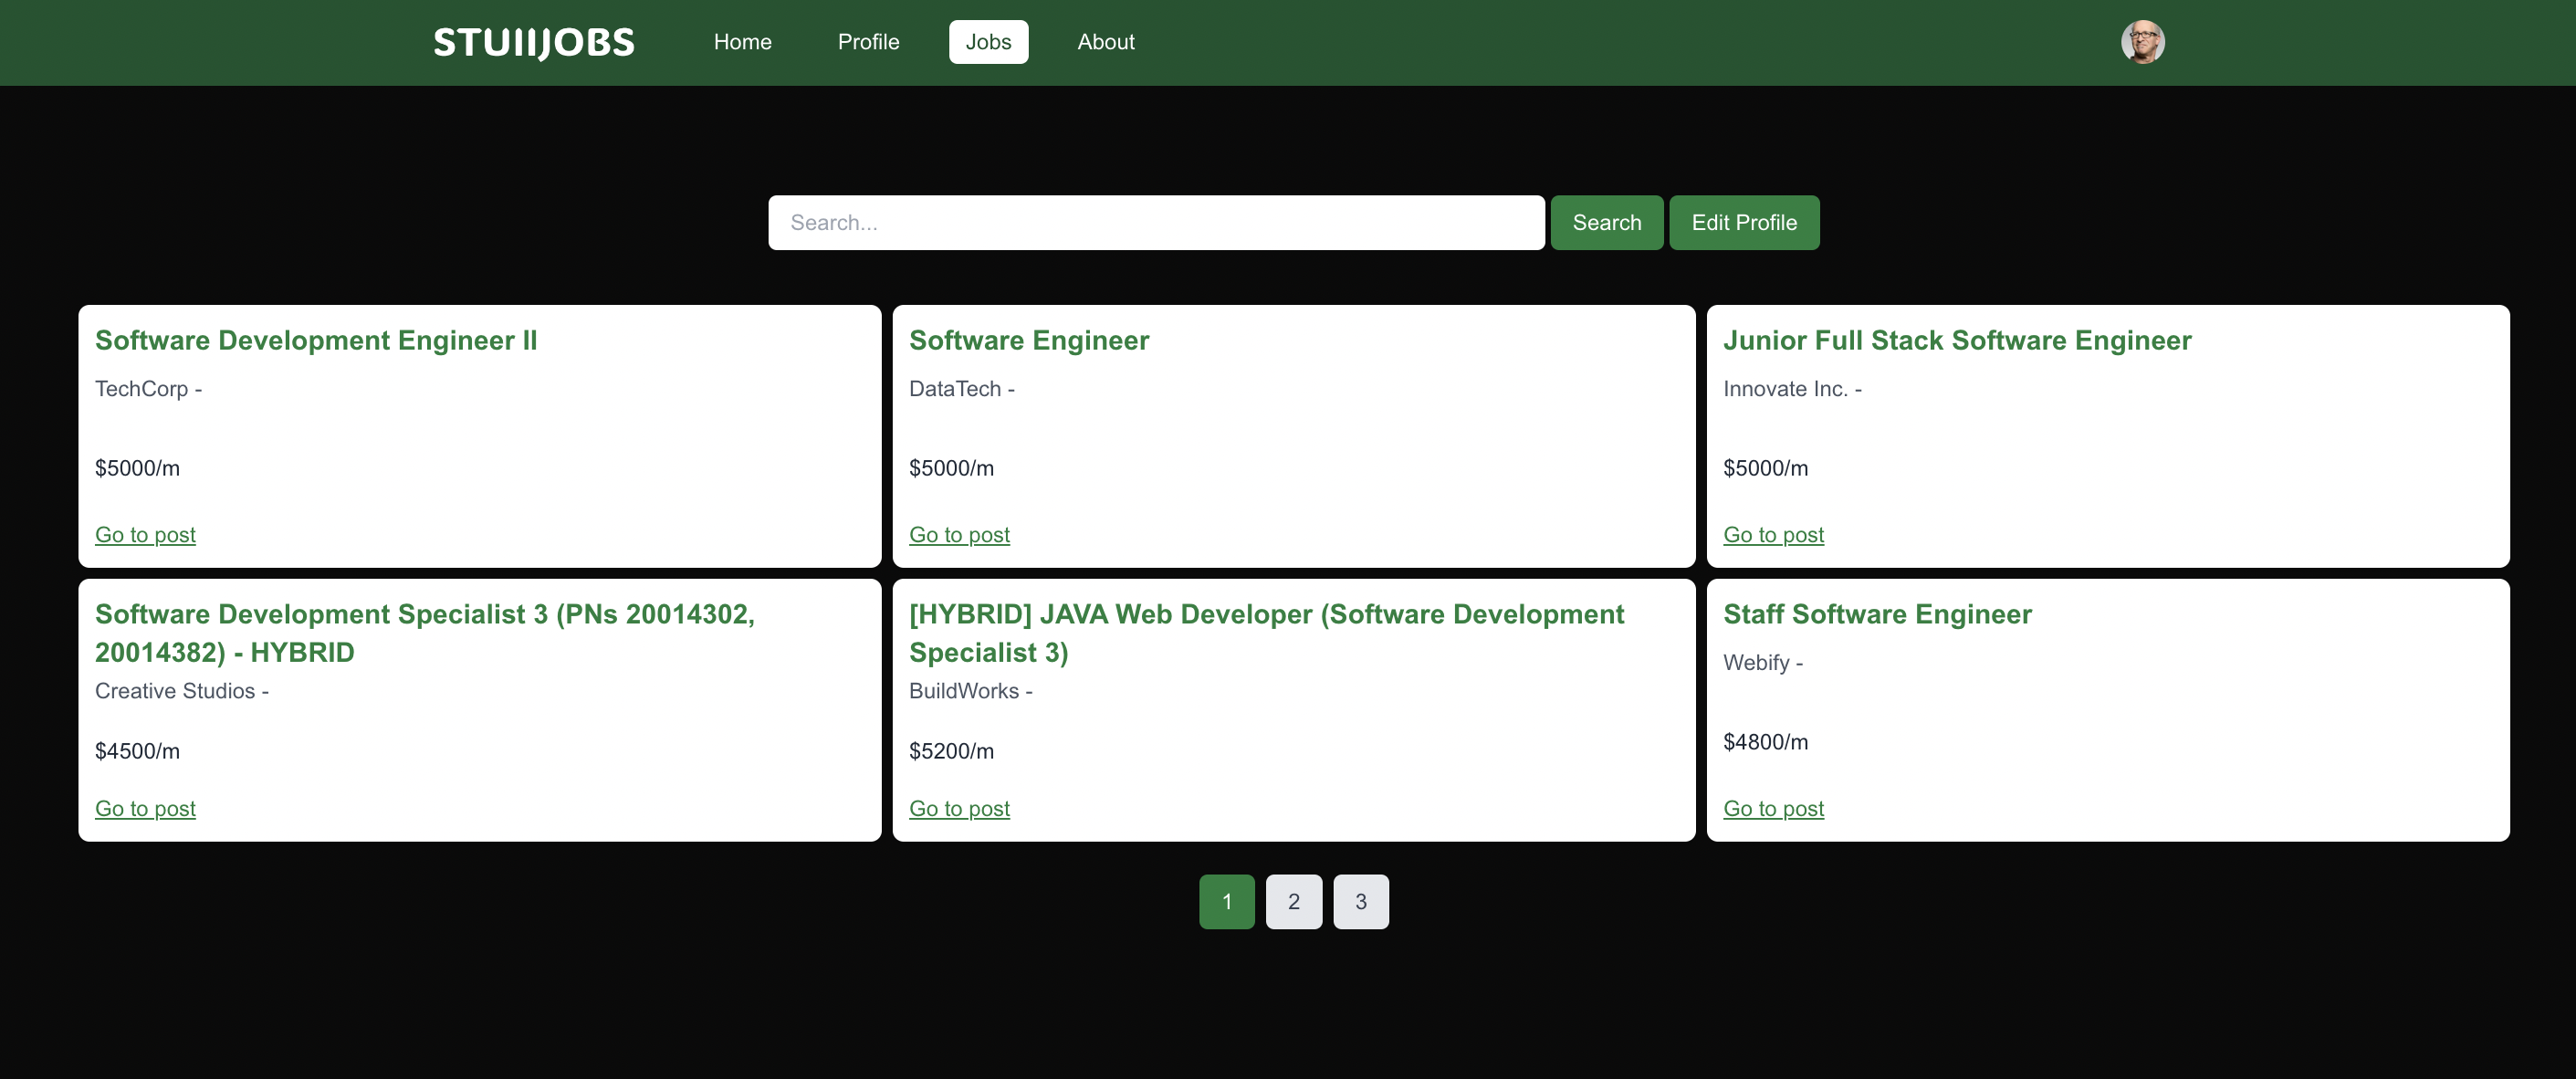 STUIIIJOBS
Home Profile Jobs About
Search...
Search
Edit Profile
Software Development Engineer II
TechCorp -
$5000/m
Go to post
Software Engineer
DataTech -
$5000/m
Go to post
Junior Full Stack Software Engineer
Innovate Inc. -
$5000/m
Go to post
Software Development Specialist 3 (PNs 20014302,
20014382) - HYBRID
Creative Studios -
$4500/m
Go to post
[HYBRID] JAVA Web Developer (Software Development
Specialist 3)
BuildWorks -
$5200/m
Go to post
Staff Software Engineer
Webify -
$4800/m
Go to post
1 2 3